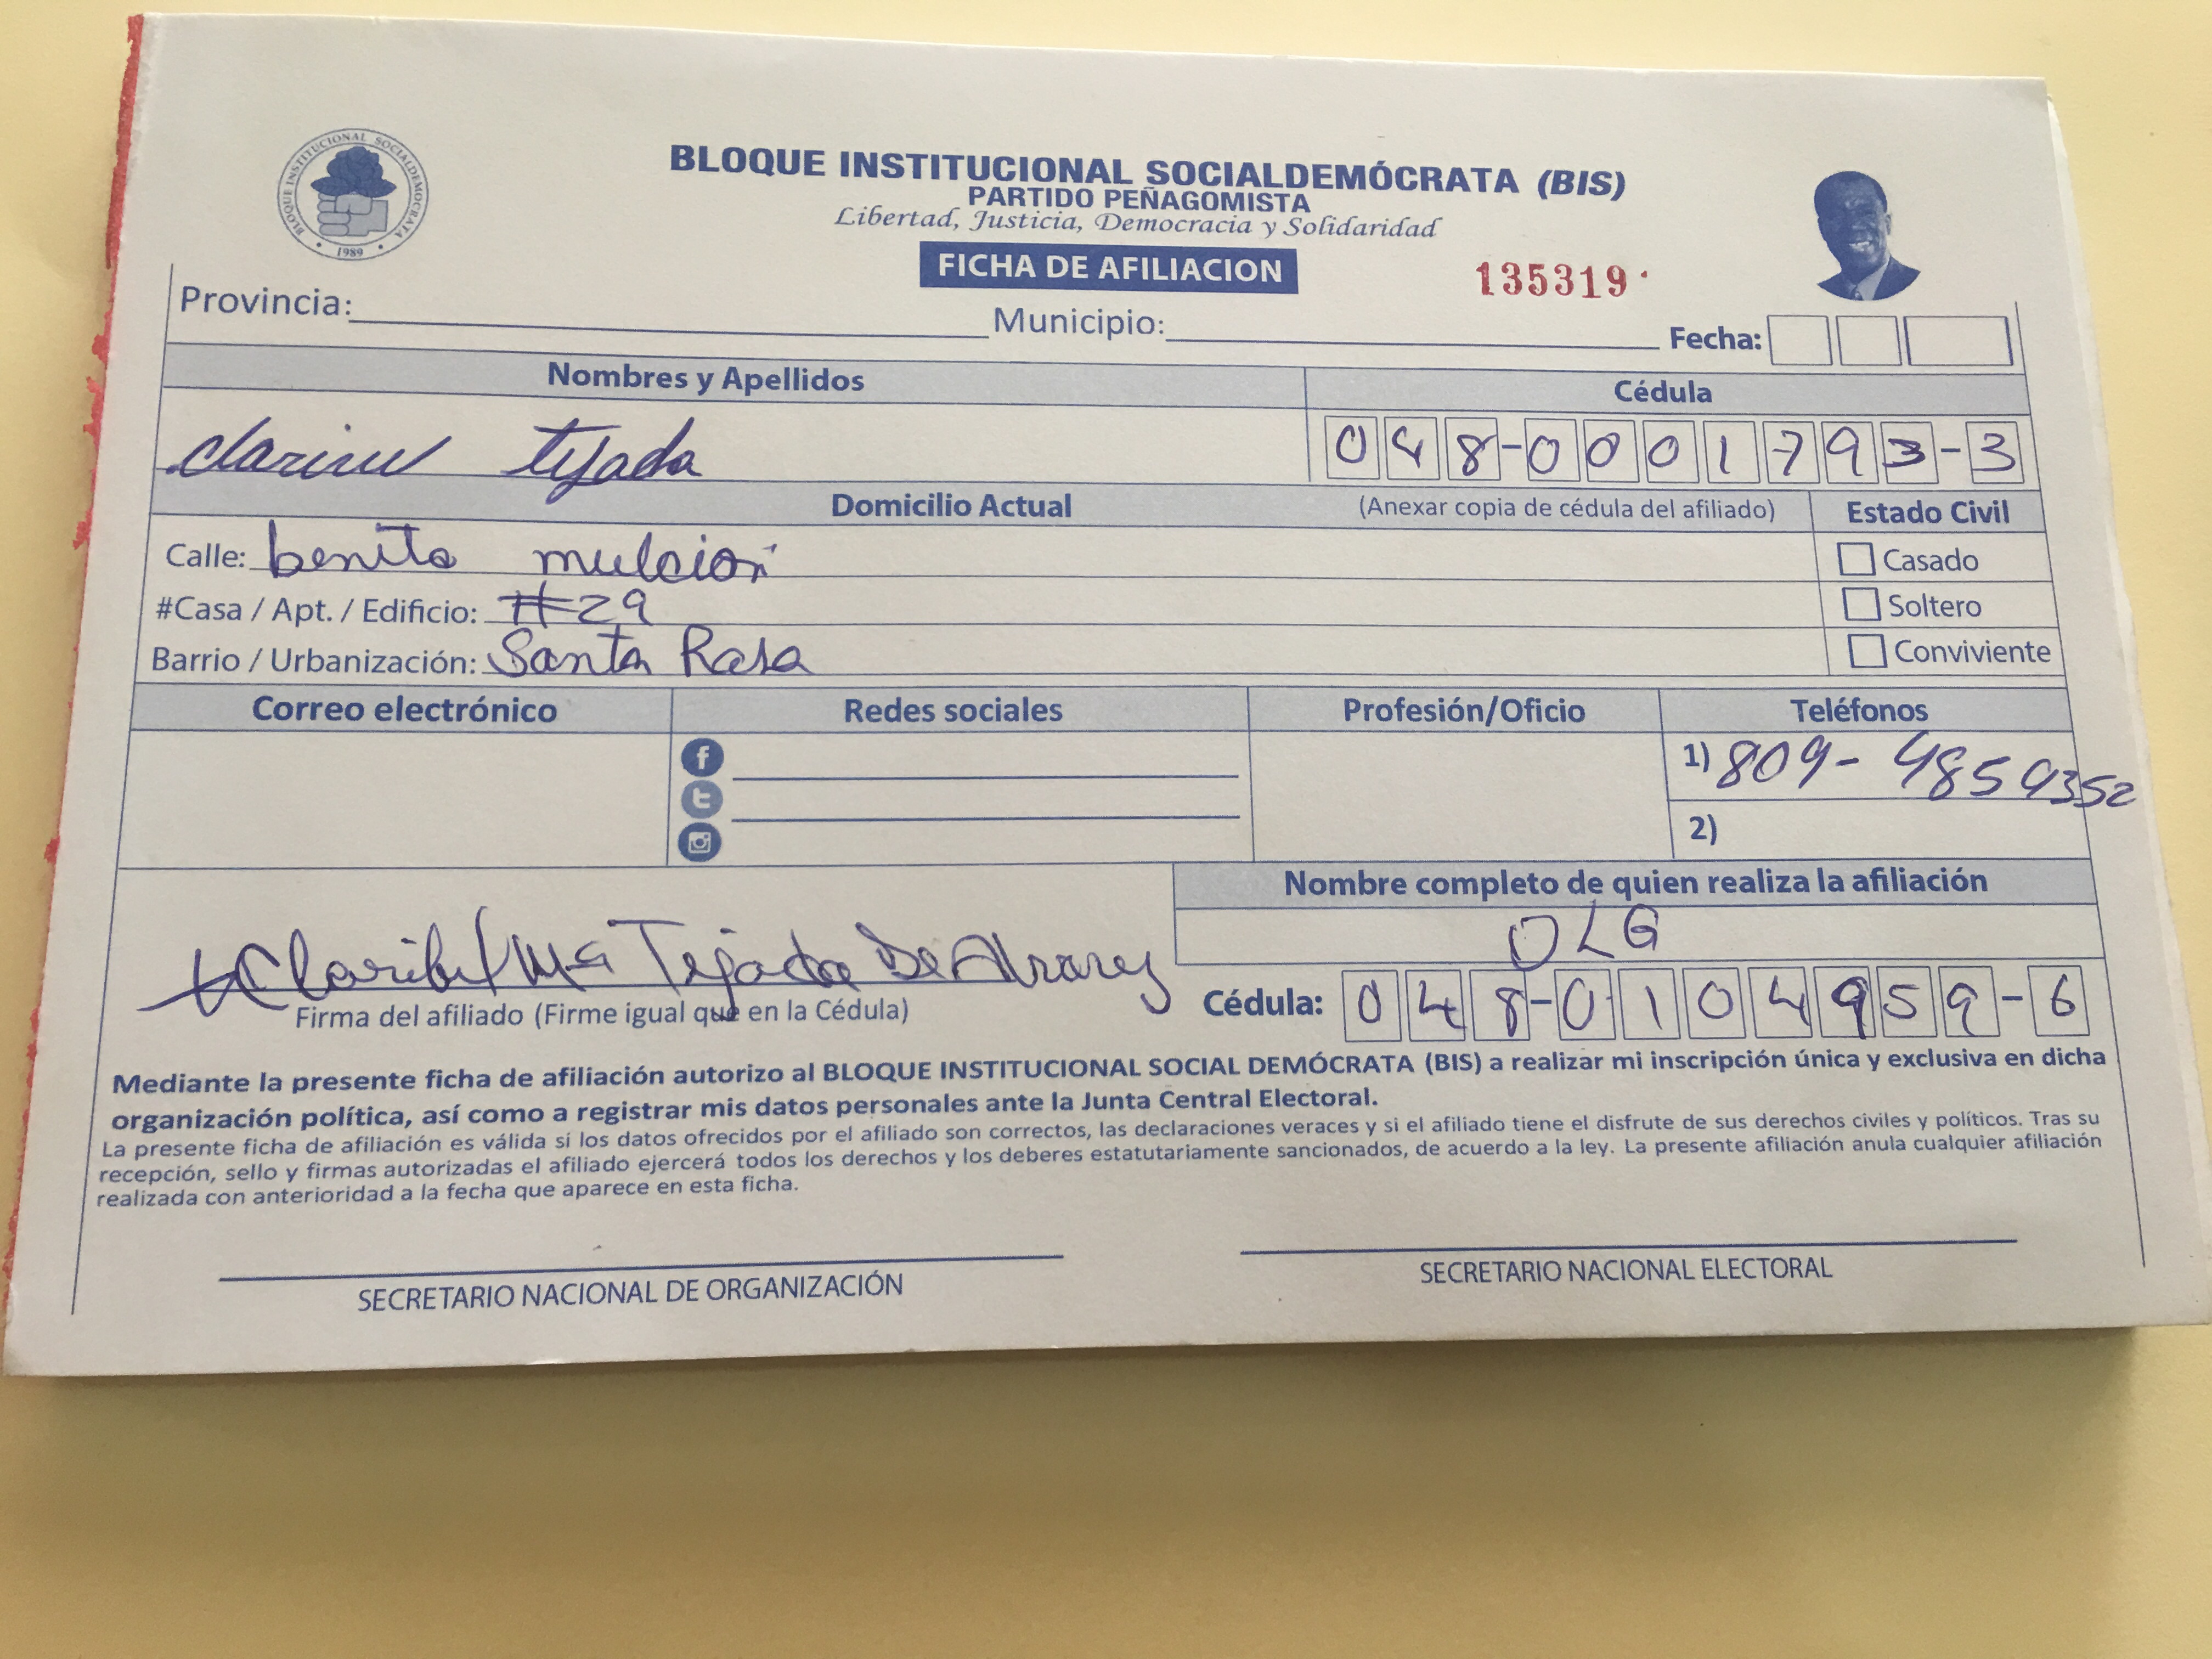 BLOQUE INSTITUCIONAL SOCIALDEMOCRATA
1989
BLOQUE INSTITUCIONAL SOCIALDEMÓCRATA (BIS)
PARTIDO PEÑAGOMISTA
Libertad, Justicia, Democracia y Solidaridad
FICHA DE AFILIACION
135319
Provincia: Municipio: Fecha:
Nombres y Apellidos Cédula
tejada 048-0001793-3
Domicilio Actual (Anexar copia de cédula del afiliado) Estado Civil
Calle: benito Casado
#Casa / Apt. / Edificio: #29 Soltero
Barrio / Urbanización: Santa Rosa Conviviente
Correo electrónico Redes sociales Profesión/Oficio Teléfonos
1) 809-4859352
2)
Nombre completo de quien realiza la afiliación
OLG
Claribel Ma Tejada De Alvarez
Firma del afiliado (Firme igual que en la Cédula) Cédula: 048-0104959-6
Mediante la presente ficha de afiliación autorizo al BLOQUE INSTITUCIONAL SOCIAL DEMÓCRATA (BIS) a realizar mi inscripción única y exclusiva en dicha
organización política, así como a registrar mis datos personales ante la Junta Central Electoral.
La presente ficha de afiliación es válida si los datos ofrecidos por el afiliado son correctos, las declaraciones veraces y si el afiliado tiene el disfrute de sus derechos civiles y políticos. Tras su
recepción, sello y firmas autorizadas el afiliado ejercerá todos los derechos y los deberes estatutariamente sancionados, de acuerdo a la ley. La presente afiliación anula cualquier afiliación
realizada con anterioridad a la fecha que aparece en esta ficha.
SECRETARIO NACIONAL DE ORGANIZACIÓN SECRETARIO NACIONAL ELECTORAL